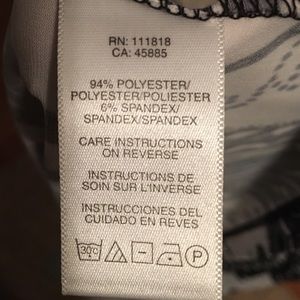 RN: 111818
CA: 45885
94% POLYESTER/
POLYESTER/POLIESTER
6% SPANDEX/
SPANDEX/SPANDEX
CARE INSTRUCTIONS
ON REVERSE
INSTRUCTIONS DE
SOIN SUR L'INVERSE
INSTRUCCIONES DEL
CUIDADO EN REVES
30°C P